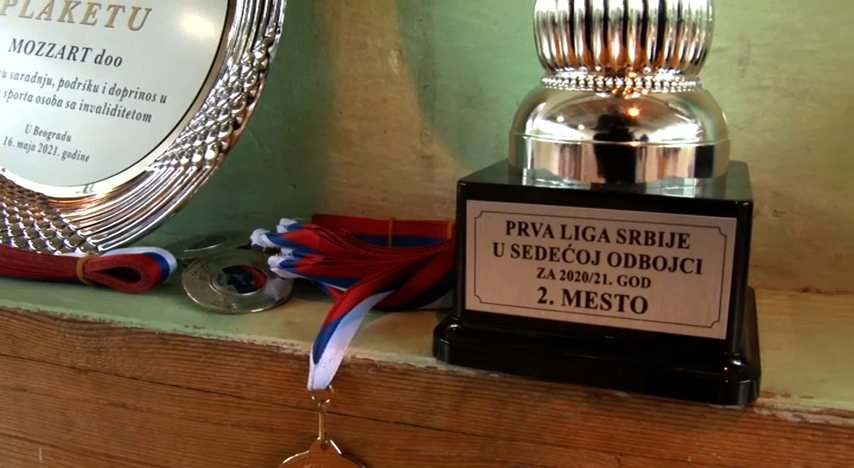 PLAKETU
MOZZART doo
u saradnju, podršku i doprinos u
sporta osoba sa invaliditetom
U Beogradu
16. maja 2021. godine
PRVA LIGA SRBIJE
U SEDEĆOJ ODBOJCI
ZA 2020/21. GOD
2. MESTO